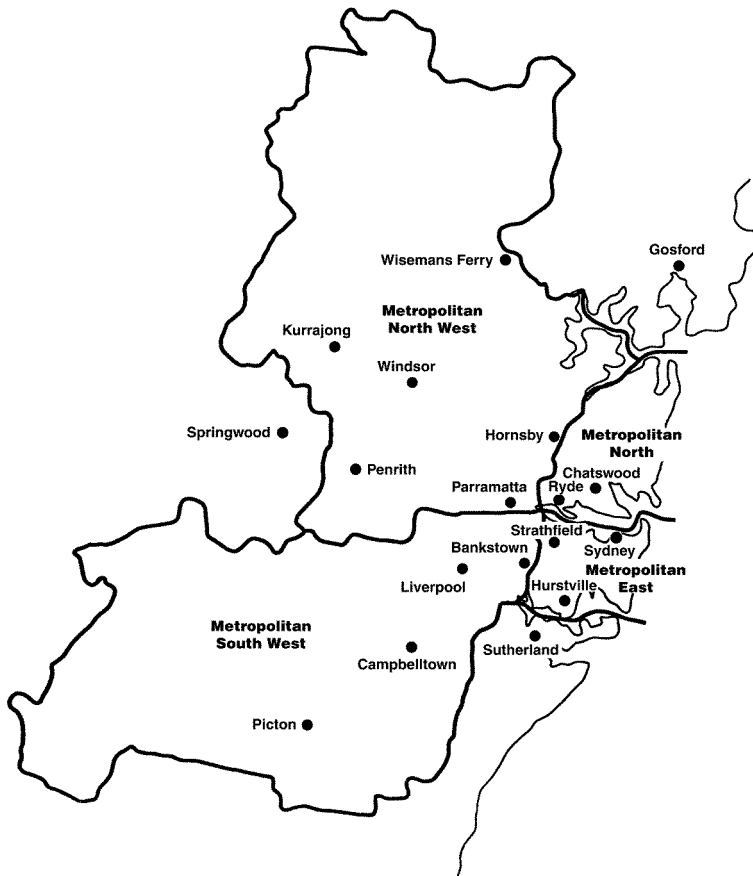 Gosford
Wisemans Ferry
Metropolitan
North West
Kurrajong
Windsor
Springwood
Hornsby
Metropolitan
North
Penrith
Chatswood
Parramatta
Ryde
Strathfield
Bankstown
Sydney
Metropolitan
East
Liverpool
Hurstville
Metropolitan
South West
Sutherland
Campbelltown
Picton